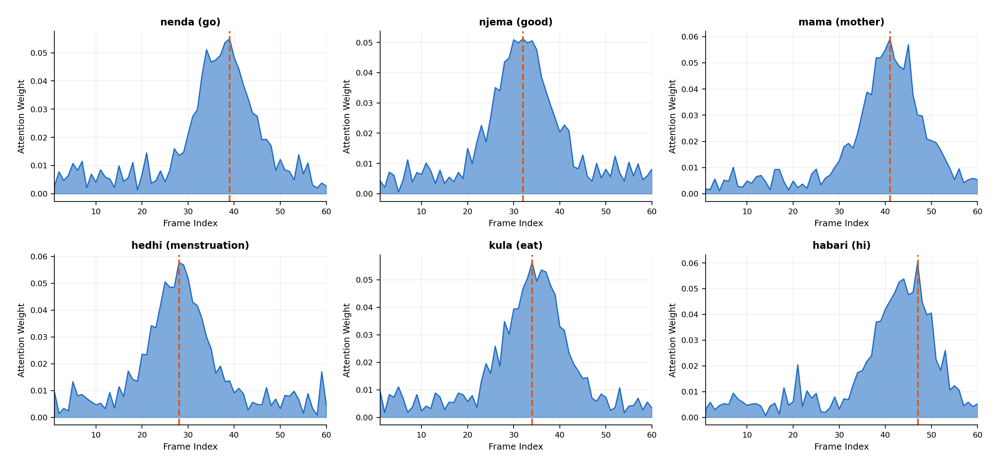 nenda (go)
njema (good)
mama (mother)
Attention Weight
0.05
0.04
0.03
0.02
0.01
0.00
10 20 30 40 50 60
Frame Index
Attention Weight
0.05
0.04
0.03
0.02
0.01
0.00
10 20 30 40 50 60
Frame Index
Attention Weight
0.06
0.05
0.04
0.03
0.02
0.01
0.00
10 20 30 40 50 60
Frame Index
hedhi (menstruation)
kula (eat)
habari (hi)
Attention Weight
0.06
0.05
0.04
0.03
0.02
0.01
0.00
10 20 30 40 50 60
Frame Index
Attention Weight
0.05
0.04
0.03
0.02
0.01
0.00
10 20 30 40 50 60
Frame Index
Attention Weight
0.06
0.05
0.04
0.03
0.02
0.01
0.00
10 20 30 40 50 60
Frame Index